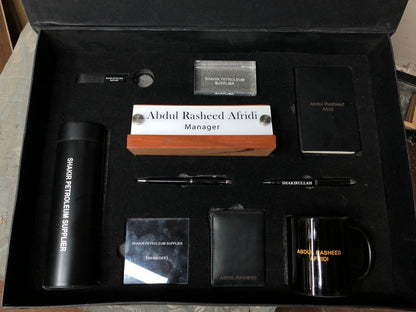 SHAKIR PETROLEUM
SUPPLIER
Abdul Rasheed Afridi
Manager
Abdul Rasheed
Afridi
SHAKIR PETROLEUM SUPPLIER
SHAKIBULLAH
SHAKIR PETROLEUM SUPPLIER
(MANAGER)
ABDUL RASHEED
ABDUL RASHEED
AFRIDI